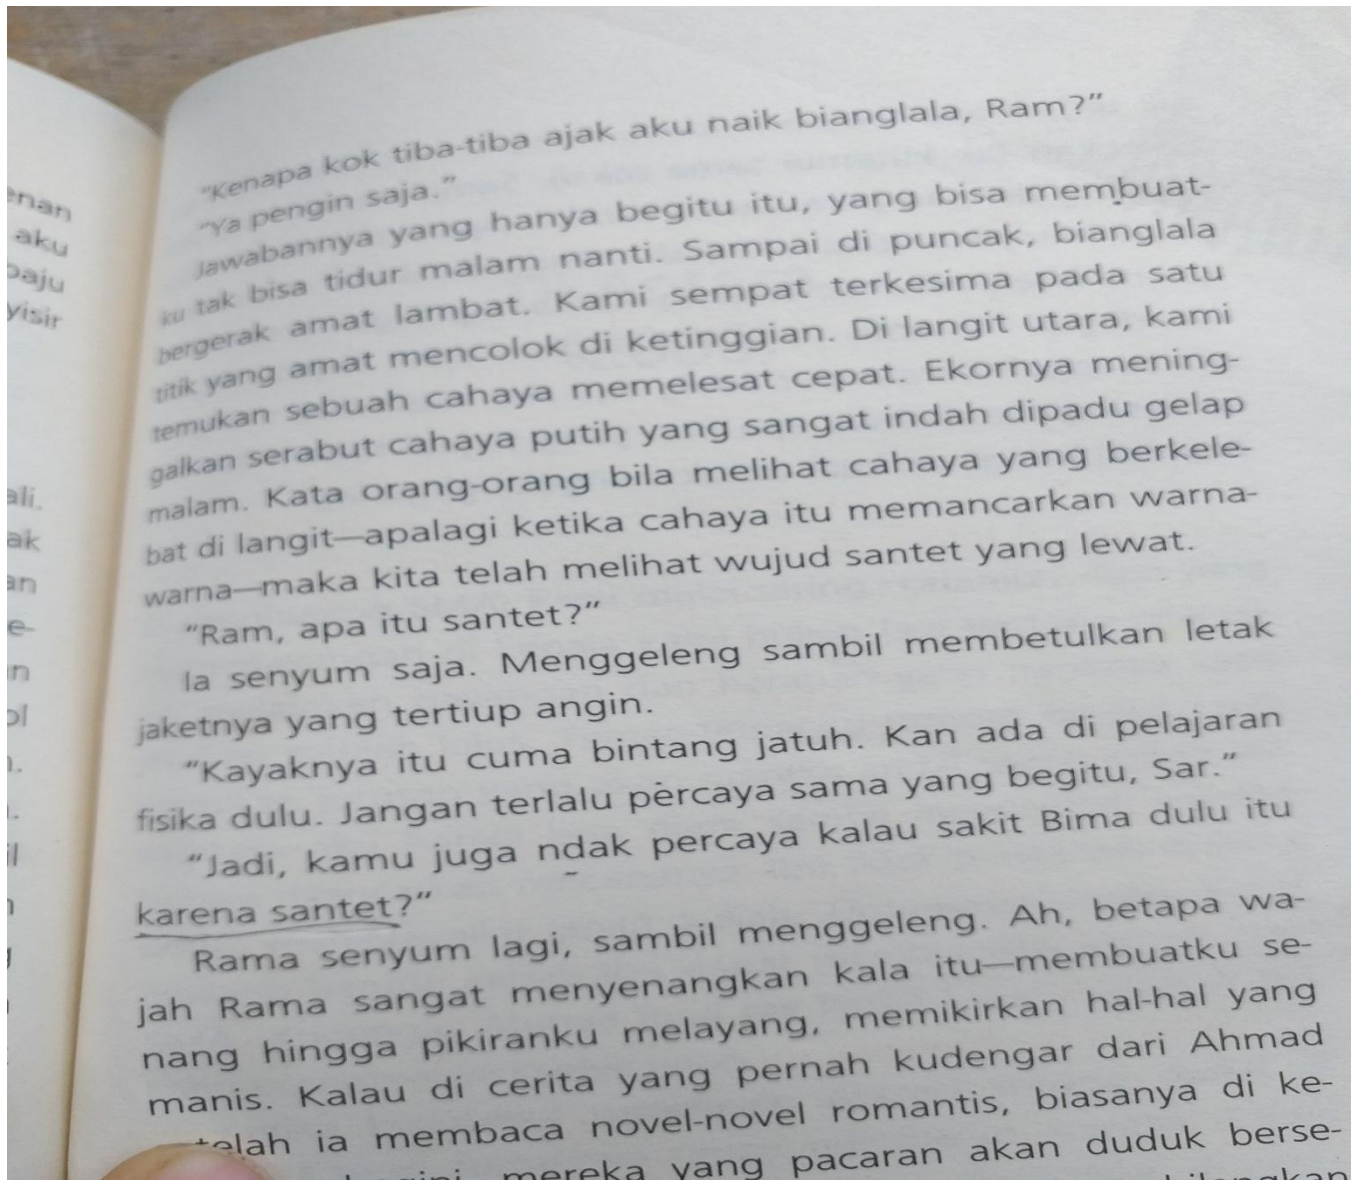 enan
aku
baju
yisir
ali.
ak
an
e-
n
ol
il
"Kenapa kok tiba-tiba ajak aku naik bianglala, Ram?"
"Ya pengin saja."
Jawabannya yang hanya begitu itu, yang bisa membuat-
ku tak bisa tidur malam nanti. Sampai di puncak, bianglala
bergerak amat lambat. Kami sempat terkesima pada satu
titik yang amat mencolok di ketinggian. Di langit utara, kami
temukan sebuah cahaya memelesat cepat. Ekornya mening-
galkan serabut cahaya putih yang sangat indah dipadu gelap
malam. Kata orang-orang bila melihat cahaya yang berkele-
bat di langit—apalagi ketika cahaya itu memancarkan warna-
warna—maka kita telah melihat wujud santet yang lewat.
"Ram, apa itu santet?"
Ia senyum saja. Menggeleng sambil membetulkan letak
jaketnya yang tertiup angin.
"Kayaknya itu cuma bintang jatuh. Kan ada di pelajaran
fisika dulu. Jangan terlalu percaya sama yang begitu, Sar."
"Jadi, kamu juga ndak percaya kalau sakit Bima dulu itu
karena santet?"
Rama senyum lagi, sambil menggeleng. Ah, betapa wa-
jah Rama sangat menyenangkan kala itu—membuatku se-
nang hingga pikiranku melayang, memikirkan hal-hal yang
manis. Kalau di cerita yang pernah kudengar dari Ahmad
telah ia membaca novel-novel romantis, biasanya di ke-
mereka yang pacaran akan duduk berse-